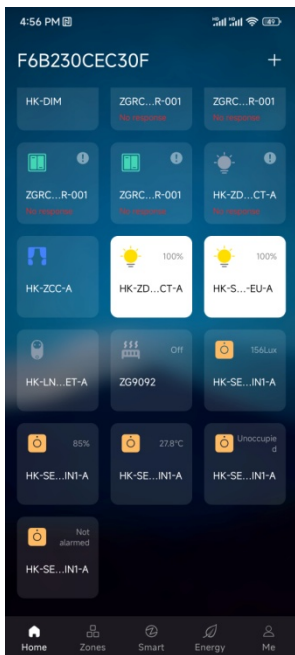 4:56 PM
F6B230CEC30F +
HK-DIM
ZGRC...R-001
No response
ZGRC...R-001
No response
ZGRC...R-001
No response
ZGRC...R-001
No response
HK-ZD...CT-A
No response
HK-ZCC-A
100%
HK-ZD...CT-A
100%
HK-S...-EU-A
HK-LN...ET-A
Off
ZG9092
156Lux
HK-SE...IN1-A
85%
HK-SE...IN1-A
27.8°C
HK-SE...IN1-A
Unoccupie
d
HK-SE...IN1-A
Not
alarmed
HK-SE...IN1-A
Home Zones Smart Energy Me